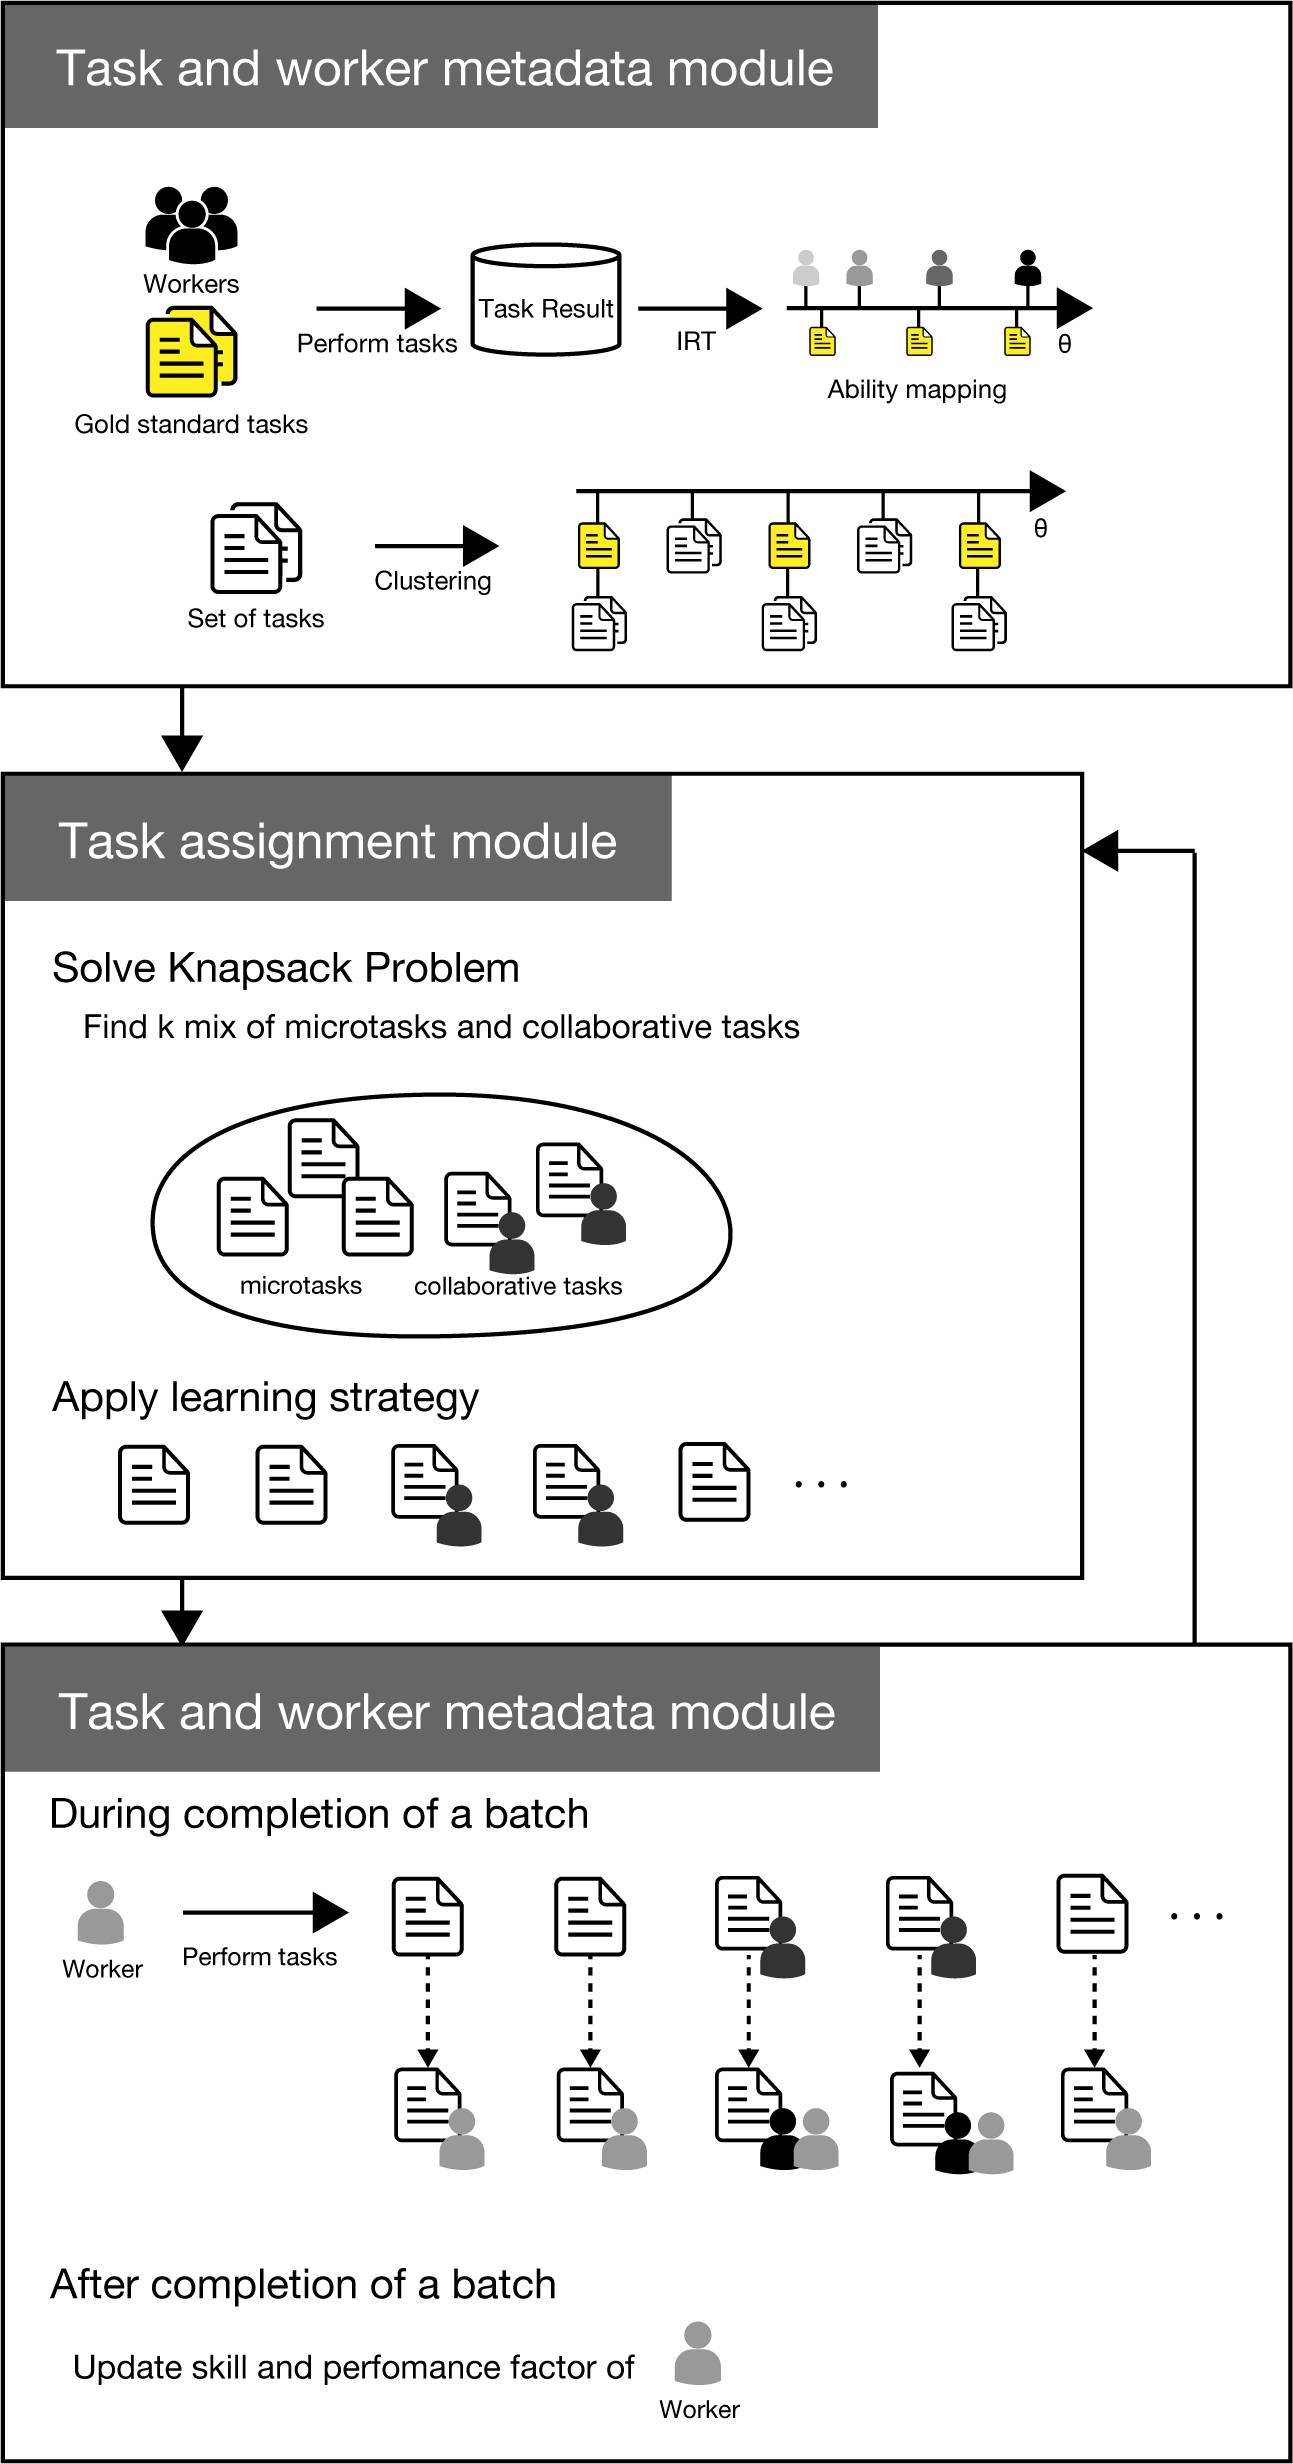 Task and worker metadata module
Workers
Gold standard tasks
Perform tasks
Task Result
IRT
θ
Ability mapping
Set of tasks
Clustering
θ
Task assignment module
Solve Knapsack Problem
Find k mix of microtasks and collaborative tasks
microtasks
collaborative tasks
Apply learning strategy
. . .
Task and worker metadata module
During completion of a batch
Worker
Perform tasks
. . .
After completion of a batch
Update skill and perfomance factor of
Worker